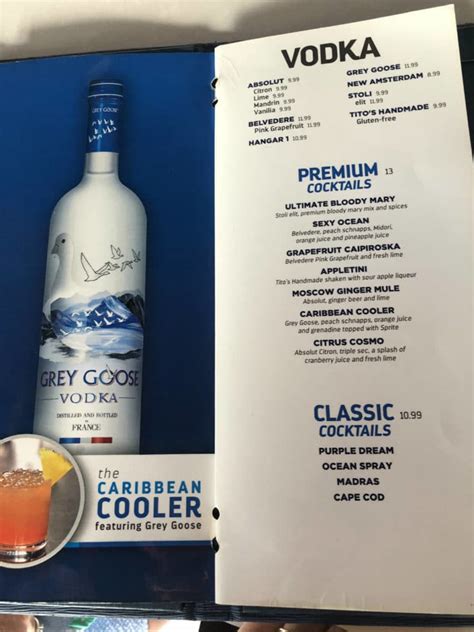 GREY GOOSE
GREY GOOSE
VODKA
DISTILLED AND BOTTLED
IN
FRANCE
the
CARIBBEAN
COOLER
featuring Grey Goose
VODKA
ABSOLUT 9.99
Citron 9.99
Lime 9.99
Mandrin 9.99
Vanilia 9.99
BELVEDERE 11.99
Pink Grapefruit 11.99
HANGAR 1 10.99
GREY GOOSE 11.99
NEW AMSTERDAM 8.99
STOLI 9.99
elit 11.99
TITO'S HANDMADE 9.99
Gluten-free
PREMIUM 13
COCKTAILS
ULTIMATE BLOODY MARY
Stoli elit, premium bloody mary mix and spices
SEXY OCEAN
Belvedere, peach schnapps, Midori,
orange juice and pineapple juice
GRAPEFRUIT CAIPIROSKA
Belvedere Pink Grapefruit and fresh lime
APPLETINI
Tito's Handmade shaken with sour apple liqueur
MOSCOW GINGER MULE
Absolut, ginger beer and lime
CARIBBEAN COOLER
Grey Goose, peach schnapps, orange juice
and grenadine topped with Sprite
CITRUS COSMO
Absolut Citron, triple sec, a splash of
cranberry juice and fresh lime
CLASSIC 10.99
COCKTAILS
PURPLE DREAM
OCEAN SPRAY
MADRAS
CAPE COD